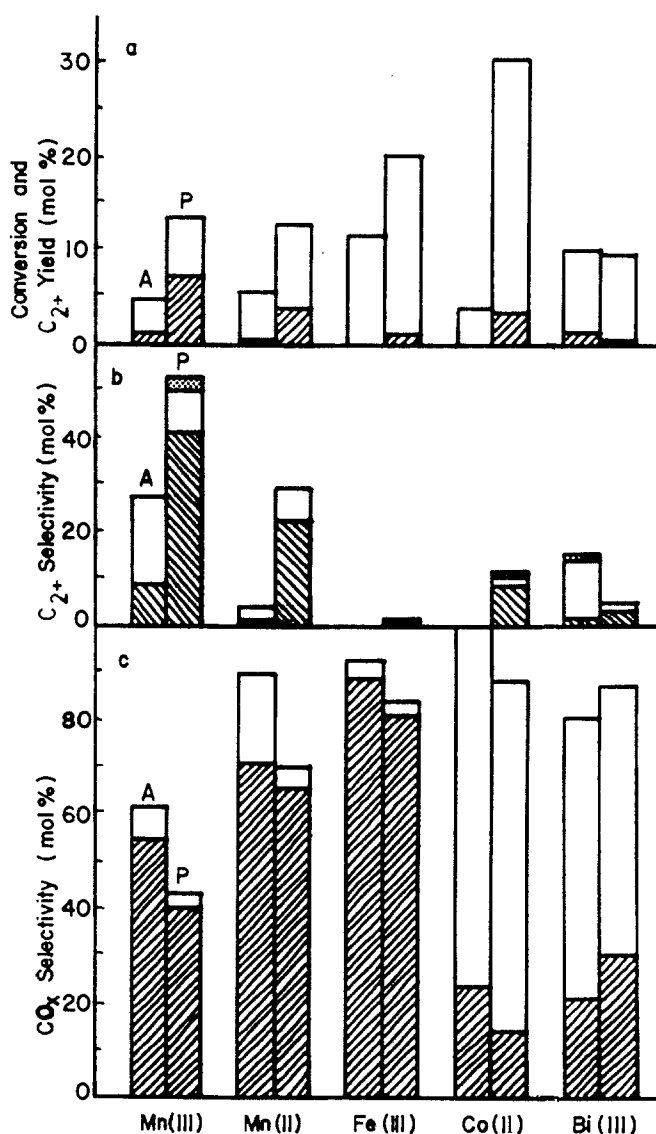 a
30
20
10
0
Conversion and
C2+ Yield (mol %)
A
P
b
40
20
0
C2+ Selectivity (mol %)
A
P
c
80
60
40
20
0
COx Selectivity (mol %)
A
P
Mn(III) Mn(II) Fe(III) Co(II) Bi(III)